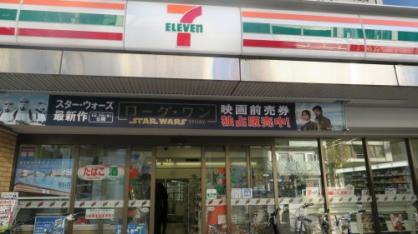 7
ELEVEN
スター・ウォーズ
最新作
ローグ・ワン
STAR WARS
映画前売券
独占販売中!
たばこ
酒